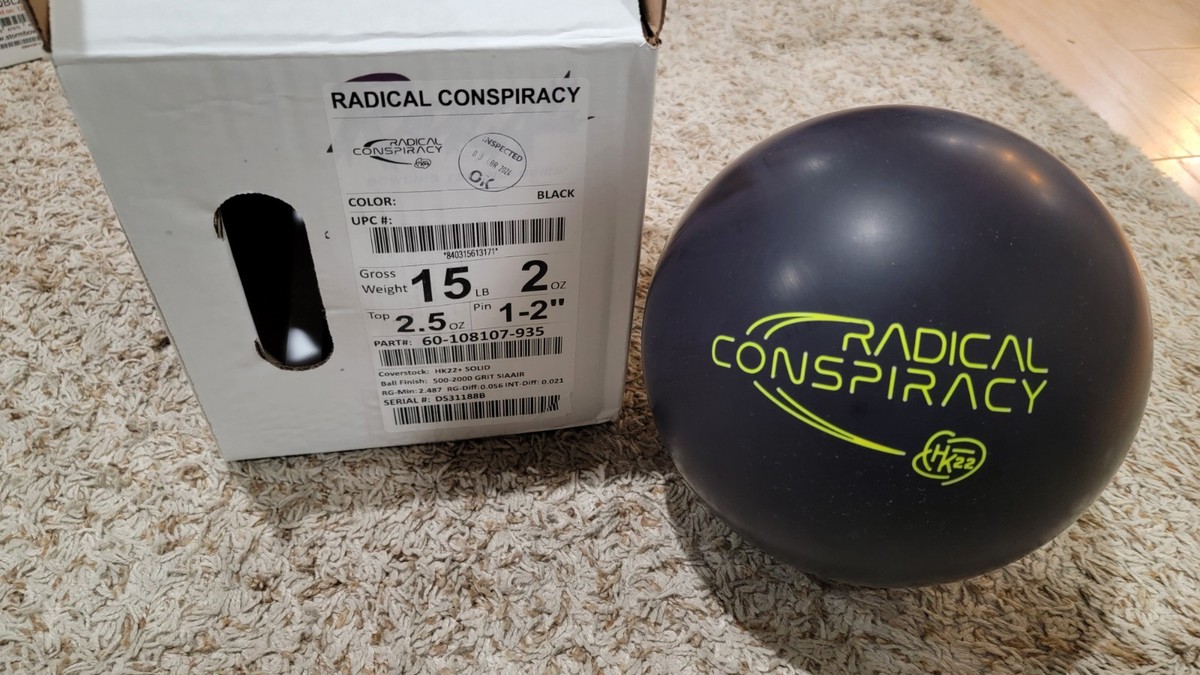 RADICAL CONSPIRACY
RADICAL
CONSPIRACY
INSPECTED
2024
OK
COLOR: BLACK
UPC #:
*840315613171*
Gross Weight 15 LB 2 OZ
Top 2.5 OZ Pin 1-2"
PART#: 60-108107-935
Coverstock: HK22+ SOLID
Ball Finish: 500-2000 GRIT SIAAIR
RG-Min: 2.487 RG-Diff: 0.056 INT-Diff: 0.021
SERIAL #: DS31188B
RADICAL
CONSPIRACY
HK22